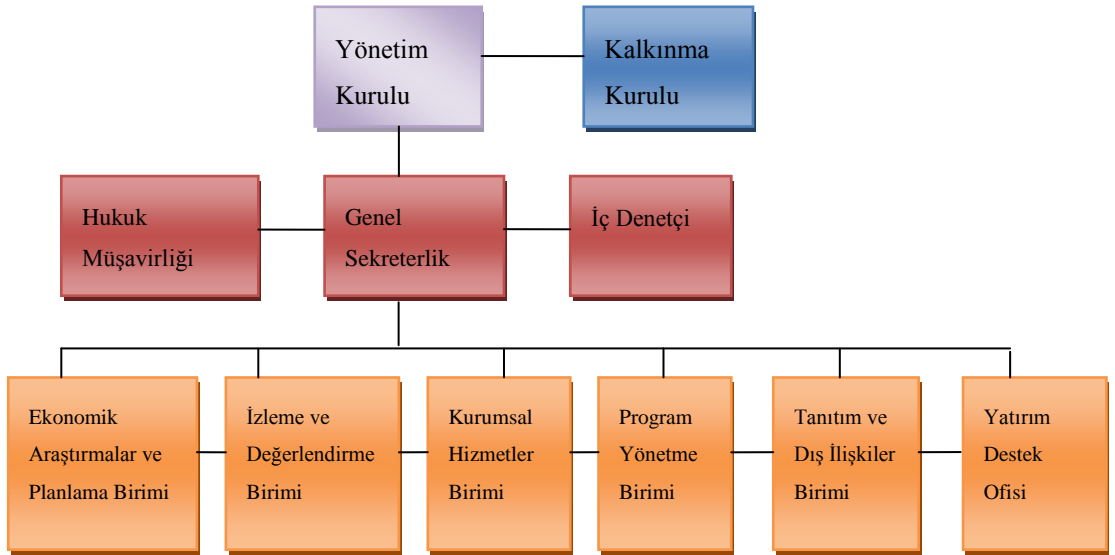 Yönetim
Kurulu
Kalkınma
Kurulu
Hukuk
Müşavirliği
Genel
Sekreterlik
İç Denetçi
Ekonomik
Araştırmalar ve
Planlama Birimi
İzleme ve
Değerlendirme
Birimi
Kurumsal
Hizmetler
Birimi
Program
Yönetme
Birimi
Tanıtım ve
Dış İlişkiler
Birimi
Yatırım
Destek
Ofisi